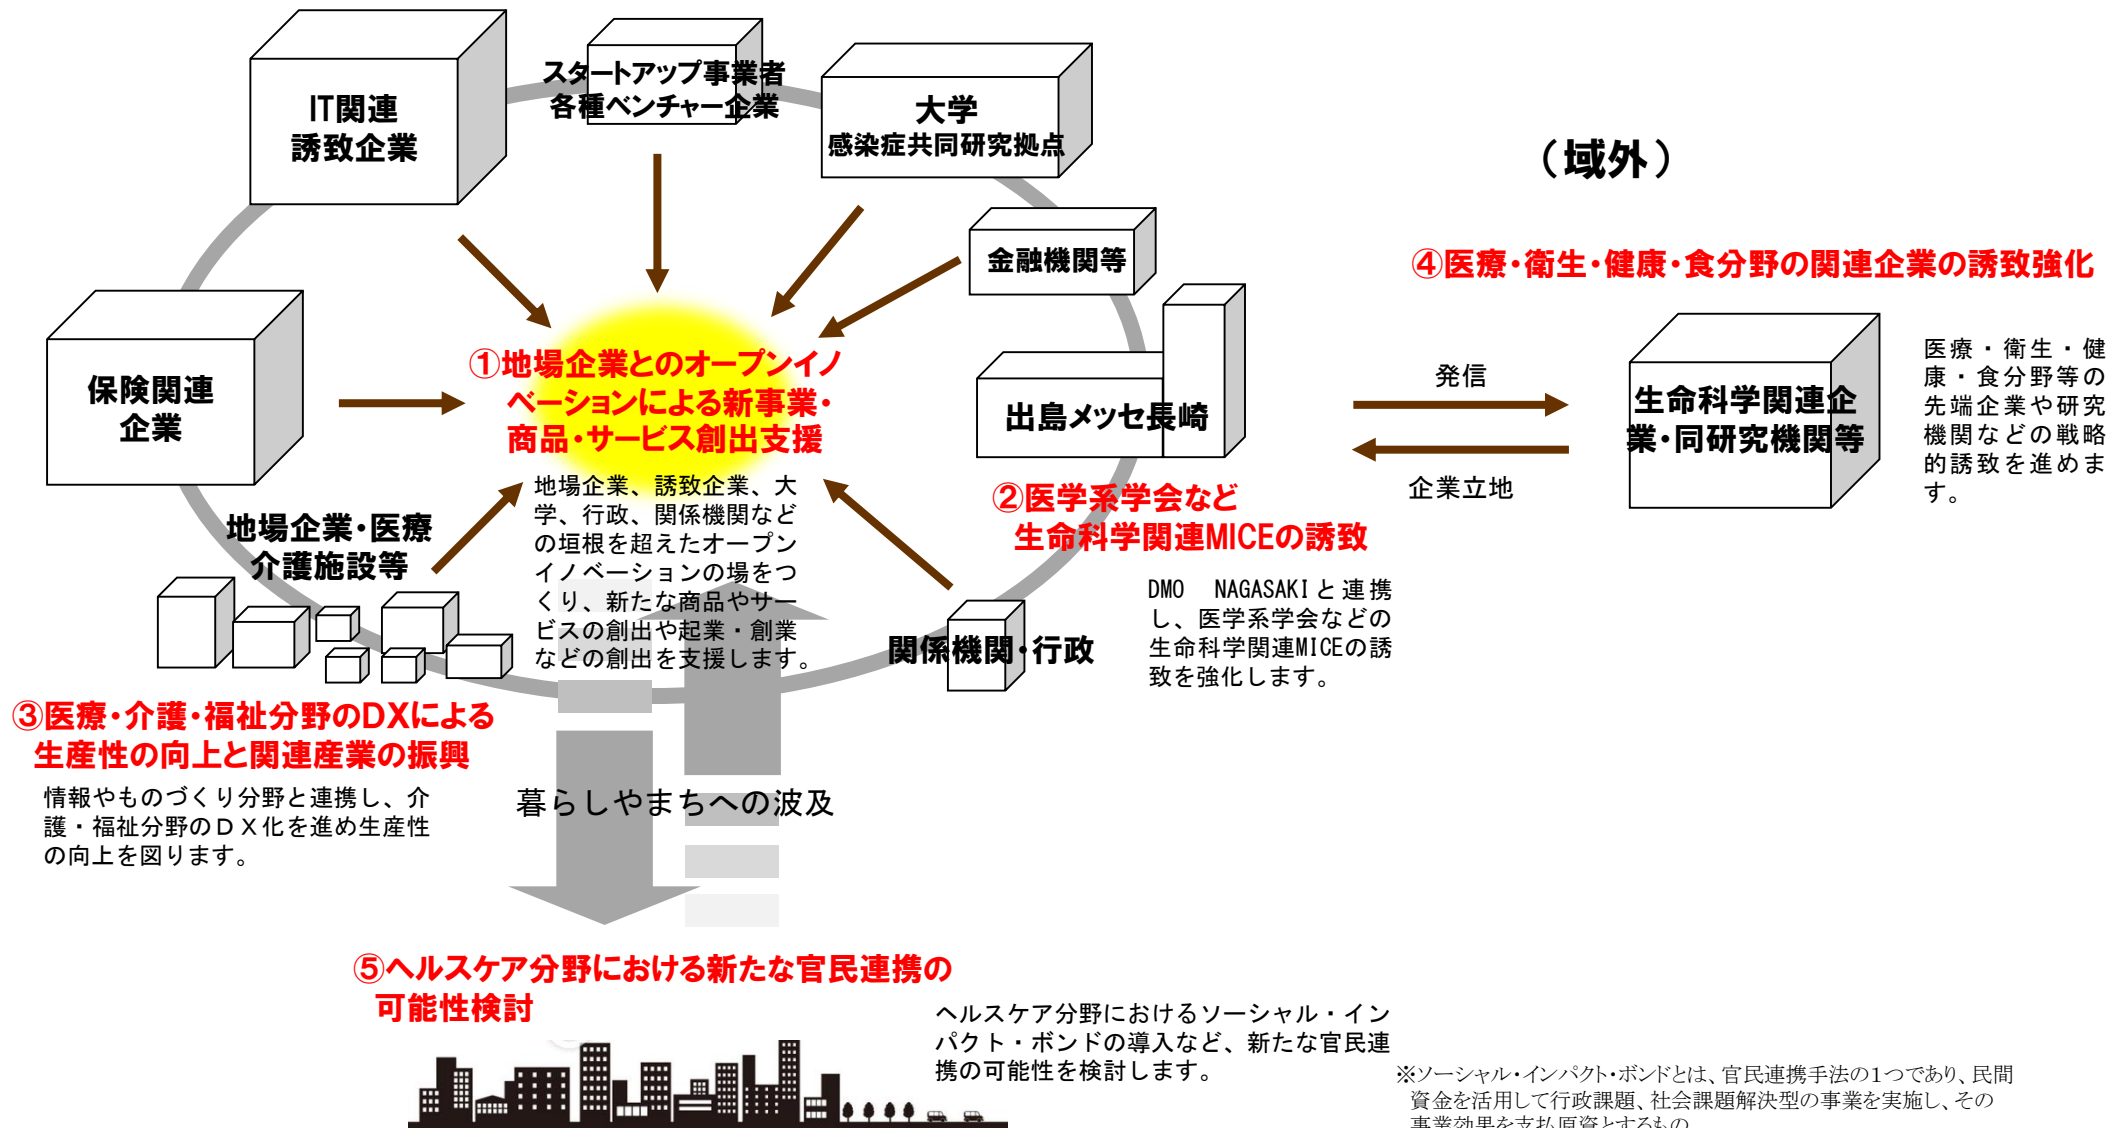 IT関連
誘致企業
スタートアップ事業者
各種ベンチャー企業
大学
感染症共同研究拠点
（域外）
金融機関等
④医療・衛生・健康・食分野の関連企業の誘致強化
保険関連
企業
①地場企業とのオープンイノ
ベーションによる新事業・
商品・サービス創出支援
出島メッセ長崎
発信
企業立地
生命科学関連企
業・同研究機関等
医療・衛生・健
康・食分野等の
先端企業や研究
機関などの戦略
的誘致を進めま
す。
地場企業、誘致企業、大
学、行政、関係機関など
の垣根を超えたオープン
イノベーションの場をつ
くり、新たな商品やサー
ビスの創出や起業・創業
などの創出を支援します。
②医学系学会など
生命科学関連MICEの誘致
地場企業・医療
介護施設等
DMO　NAGASAKIと連携
し、医学系学会などの
生命科学関連MICEの誘
致を強化します。
関係機関・行政
③医療・介護・福祉分野のDXによる
生産性の向上と関連産業の振興
情報やものづくり分野と連携し、介
護・福祉分野のＤＸ化を進め生産性
の向上を図ります。
暮らしやまちへの波及
⑤ヘルスケア分野における新たな官民連携の
可能性検討
ヘルスケア分野におけるソーシャル・イン
パクト・ボンドの導入など、新たな官民連
携の可能性を検討します。
※ソーシャル・インパクト・ボンドとは、官民連携手法の1つであり、民間
資金を活用して行政課題、社会課題解決型の事業を実施し、その
事業効果を支払原資とするもの